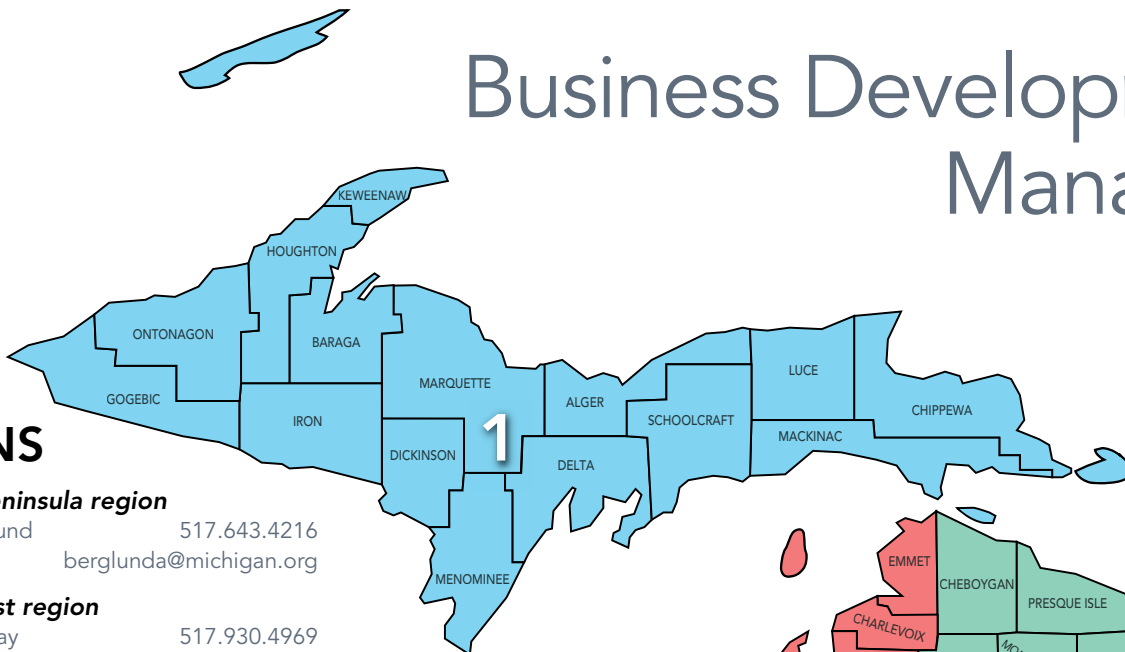 Business Develop
Mana
KEWEENAW
HOUGHTON
ONTONAGON
BARAGA
LUCE
MARQUETTE
GOGEBIC
ALGER
CHIPPEWA
IRON
SCHOOLCRAFT
1
MACKINAC
NS
DICKINSON
DELTA
ninsula region
und 517.643.4216
berglunda@michigan.org
EMMET
MENOMINEE
CHEBOYGAN
PRESQUE ISLE
st region
CHARLEVOIX
ay 517.930.4969
MO